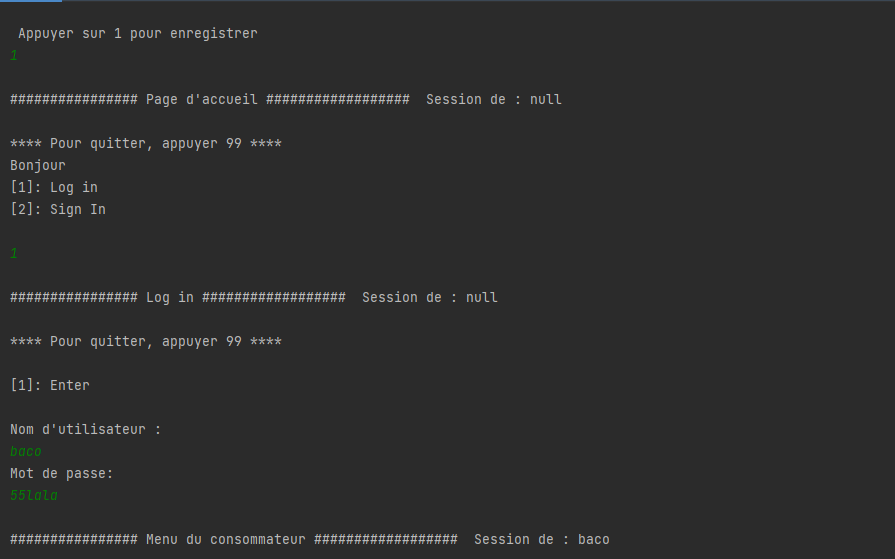 Appuyer sur 1 pour enregistrer
1
################ Page d'accueil ################## Session de : null
**** Pour quitter, appuyer 99 ****
Bonjour
[1]: Log in
[2]: Sign In
1
################ Log in ################## Session de : null
**** Pour quitter, appuyer 99 ****
[1]: Enter
Nom d'utilisateur :
baco
Mot de passe:
55lala
################ Menu du consommateur ################## Session de : baco